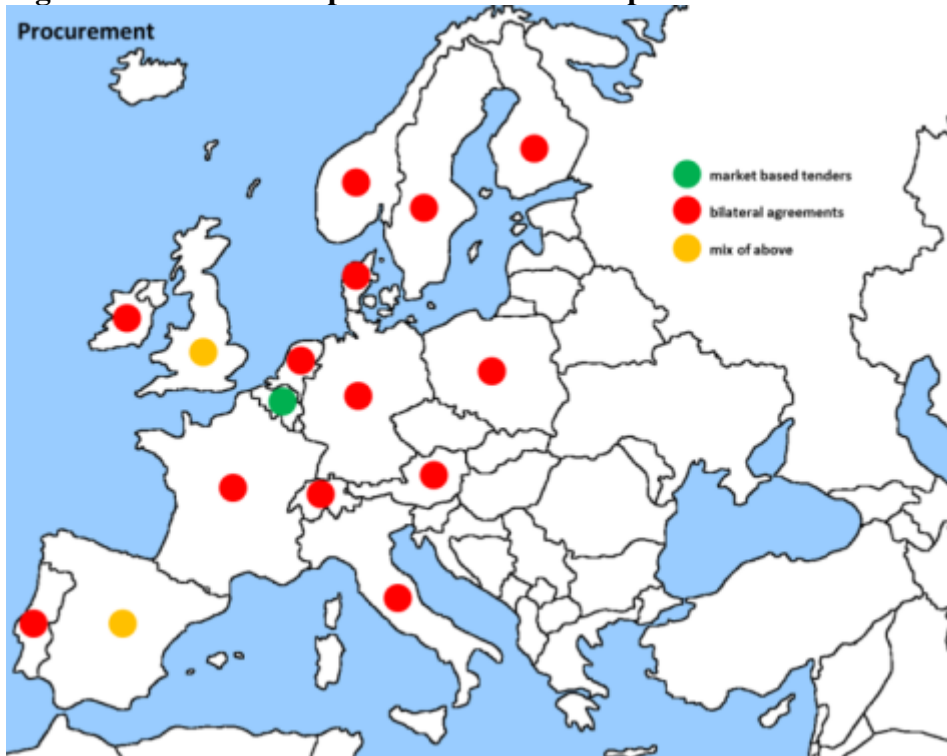 Procurement
market based tenders
bilateral agreements
mix of above